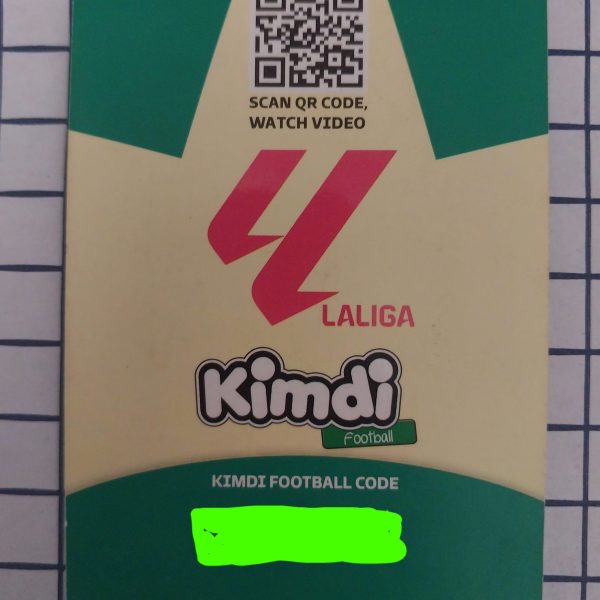 SCAN QR CODE,
WATCH VIDEO
LALIGA
Kimdi
Football
KIMDI FOOTBALL CODE